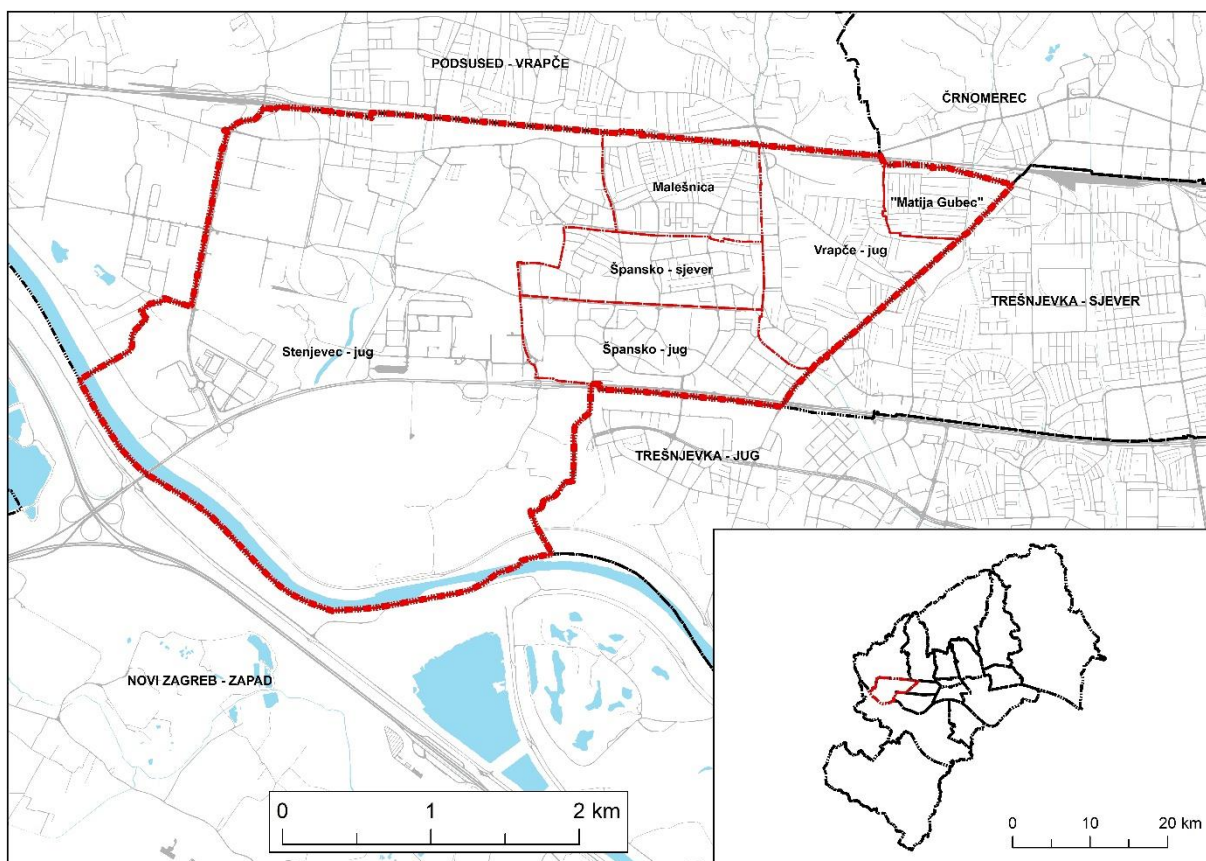 PODSUSED - VRAPČE
ČRNOMEREC
Malešnica
"Matija Gubec"
Vrapče - jug
Špansko - sjever
TREŠNJEVKA - SJEVER
Stenjevec - jug
Špansko - jug
TREŠNJEVKA - JUG
NOVI ZAGREB - ZAPAD
0 1 2 km
0 10 20 km